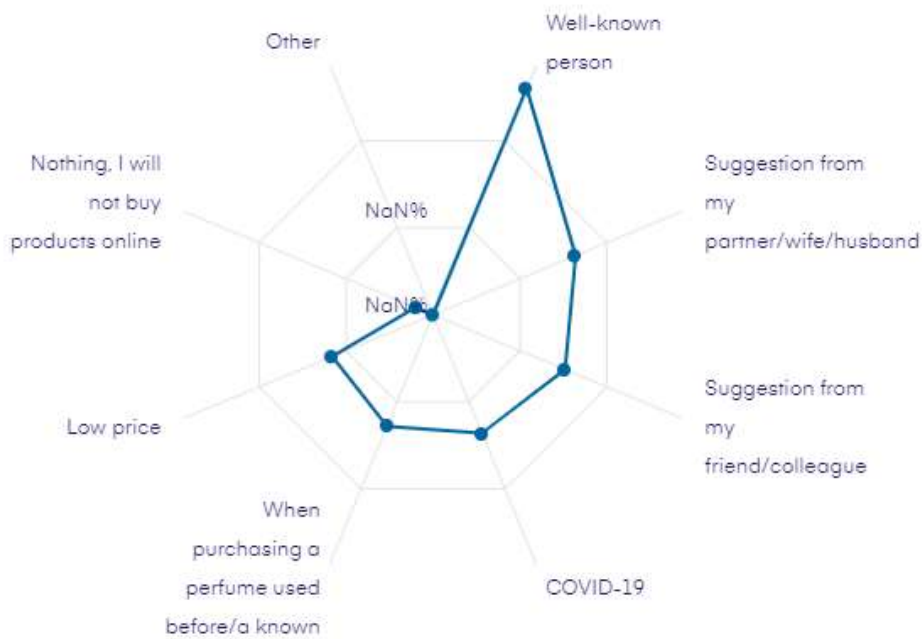 Well-known
person
Other
Suggestion from
my
partner/wife/husband
Nothing, I will
not buy
products online
NaN%
NaN%
Suggestion from
my
friend/colleague
Low price
When
purchasing a
perfume used
before/a known
COVID-19